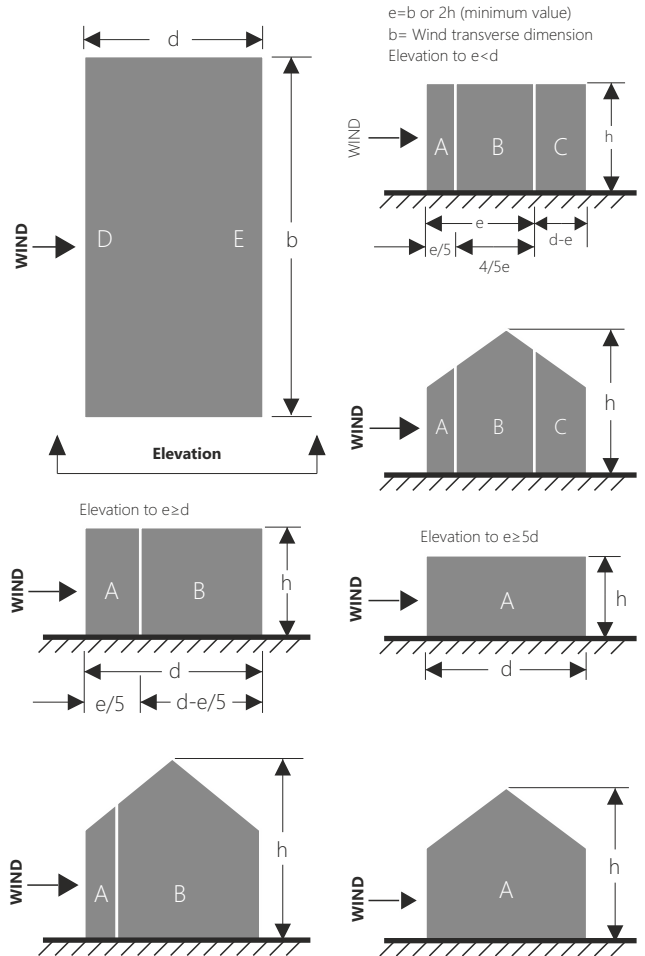 d
WIND
D
E
b
Elevation
e=b or 2h (minimum value)
b= Wind transverse dimension
Elevation to e<d
WIND
A
B
C
h
e
d-e
e/5
4/5e
WIND
A
B
C
h
Elevation to e≥d
WIND
A
B
h
d
e/5
d-e/5
Elevation to e≥5d
WIND
A
h
d
WIND
A
B
h
WIND
A
h